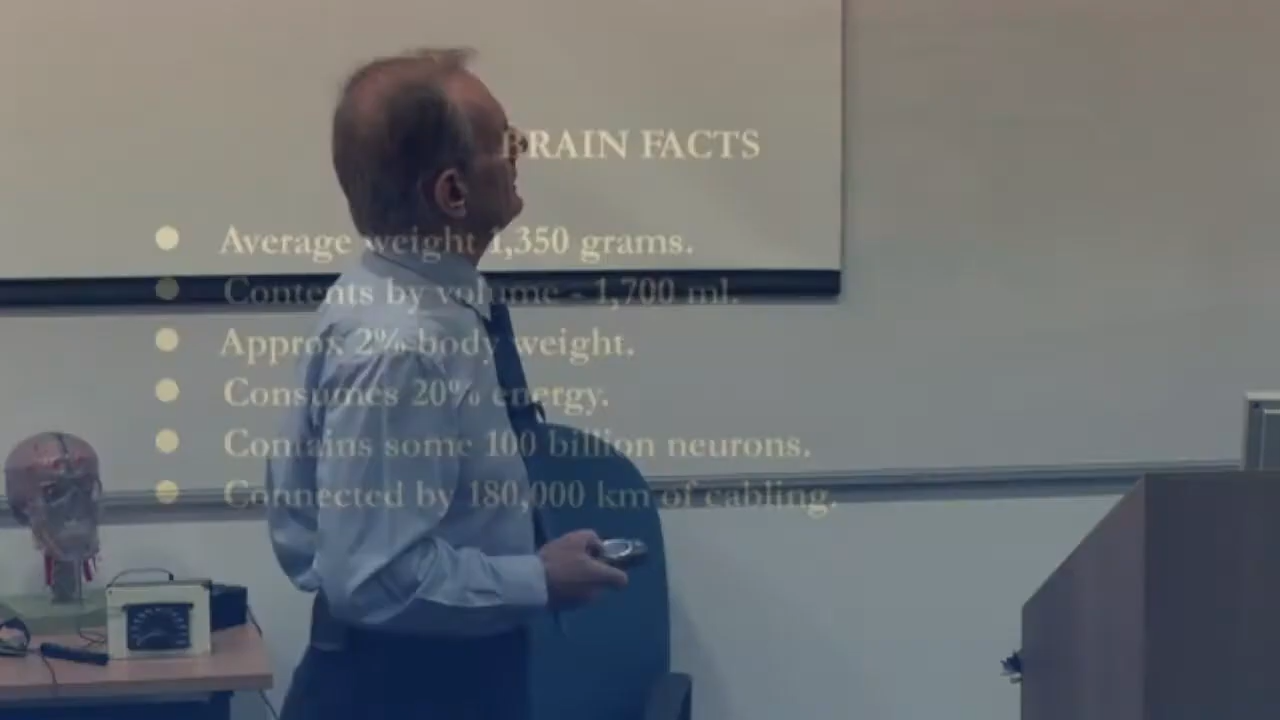 BRAIN FACTS
Average weight 1,350 grams.
Contents by volume - 1,700 ml.
Approx 2% body weight.
Consumes 20% energy.
Contains some 100 billion neurons.
Connected by 180,000 km of cabling.